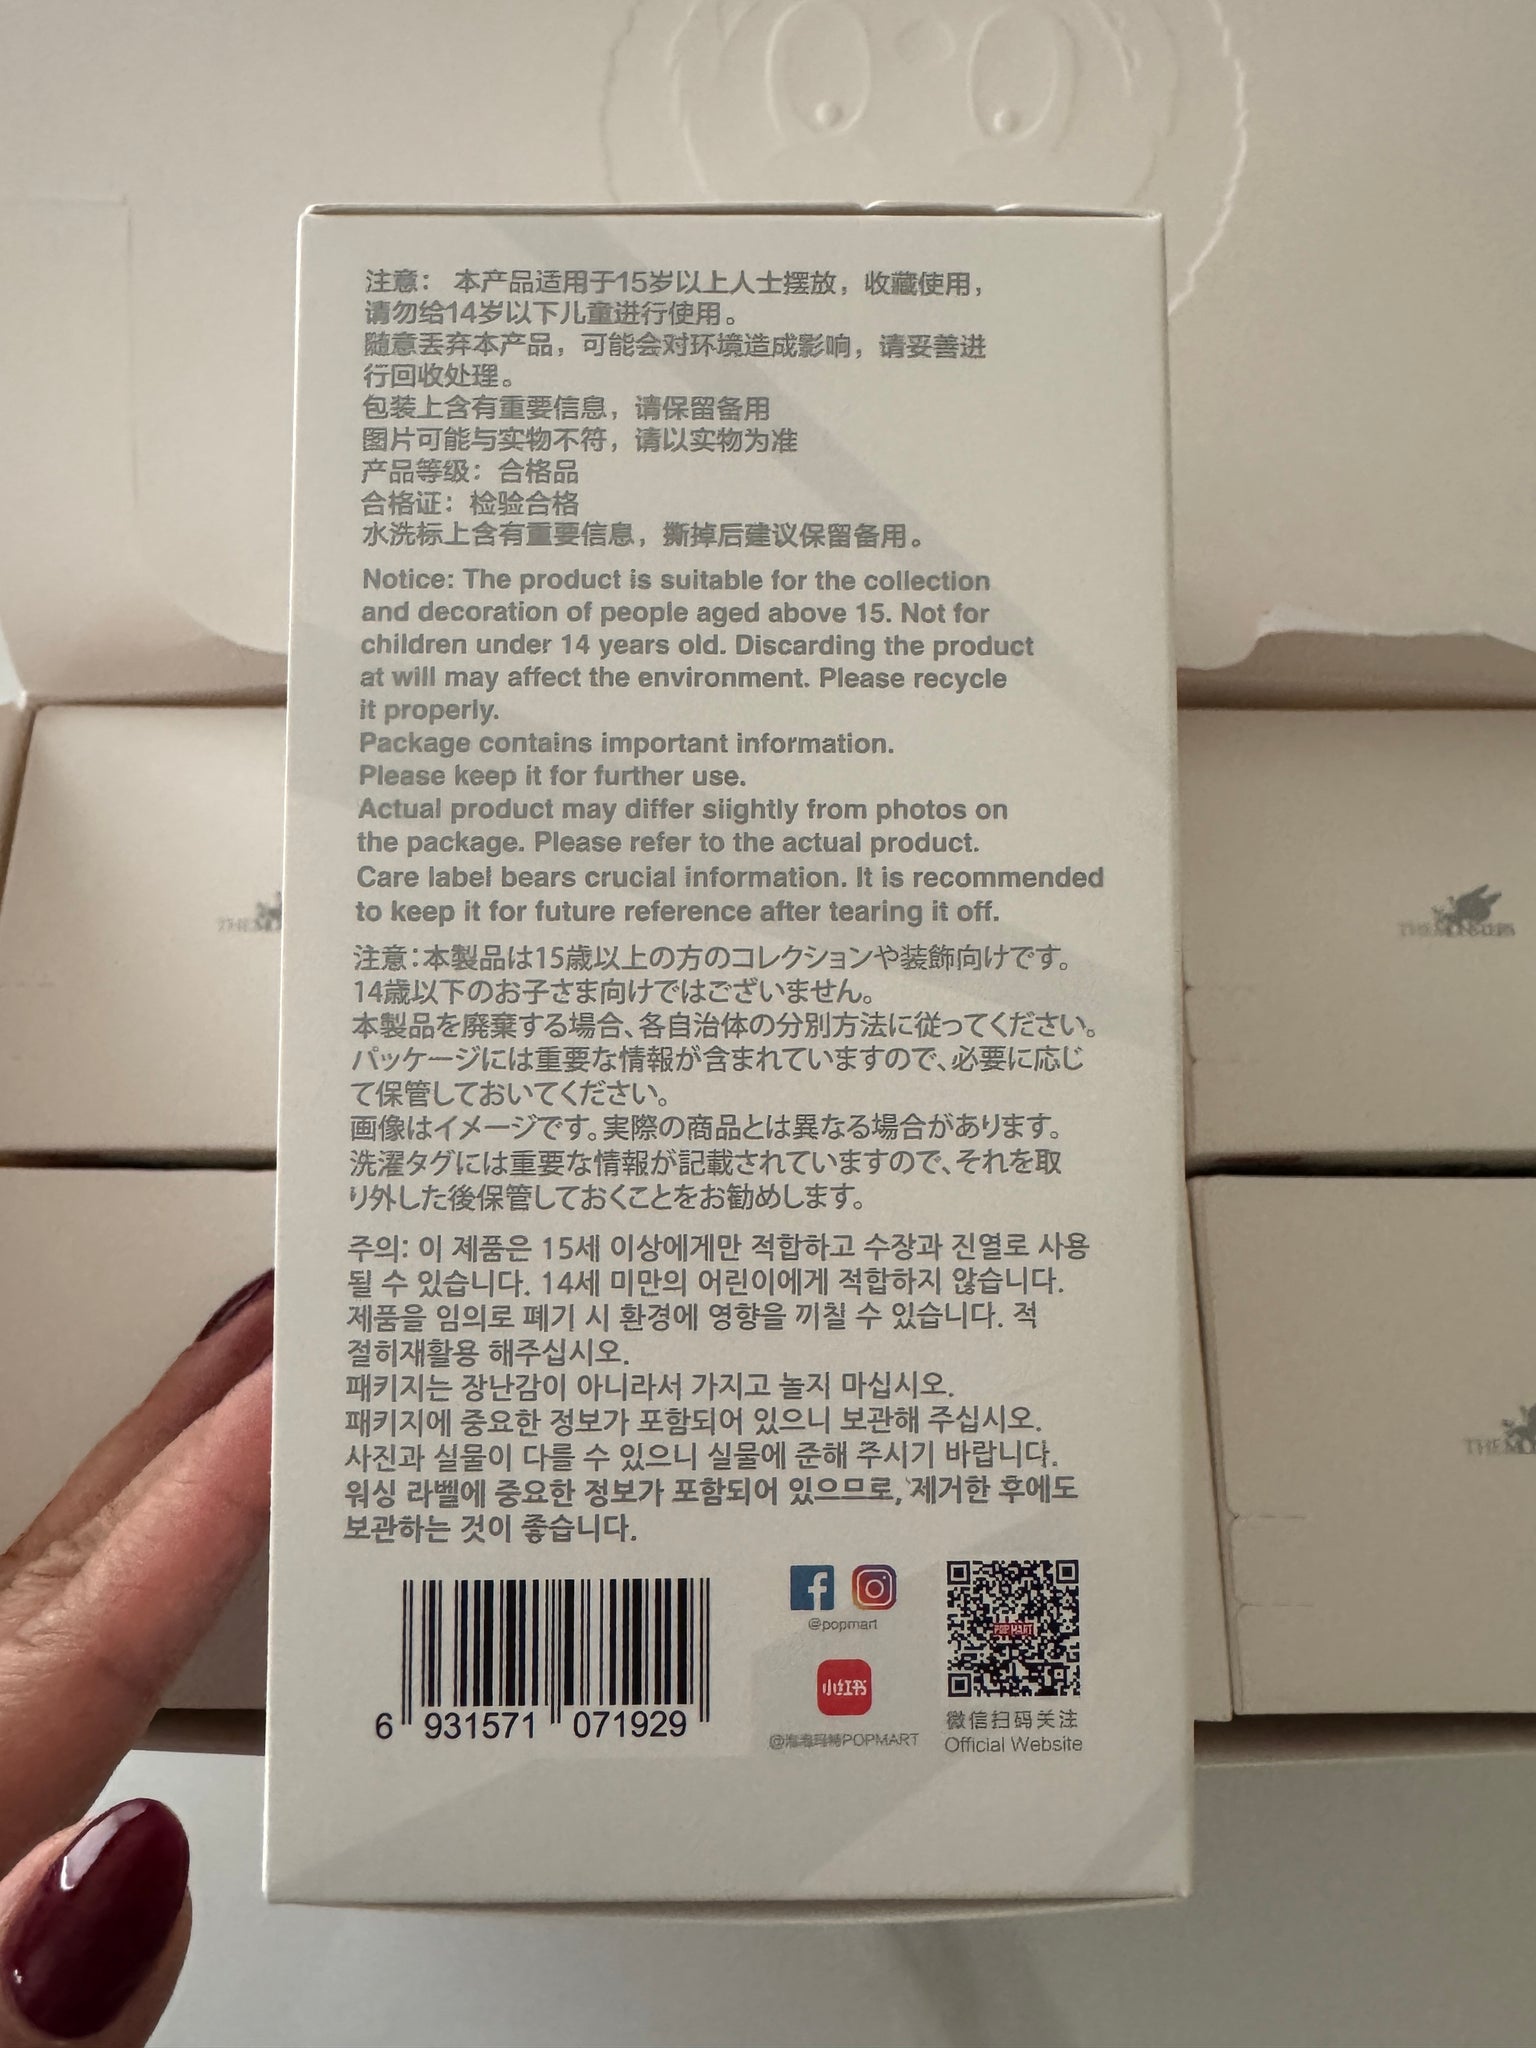 注意： 本产品适用于15岁以上人士摆放，收藏使用，
请勿给14岁以下儿童进行使用。
随意丢弃本产品，可能会对环境造成影响，请妥善进
行回收处理。
包装上含有重要信息，请保留备用
图片可能与实物不符，请以实物为准
产品等级：合格品
合格证：检验合格
水洗标上含有重要信息，撕掉后建议保留备用。
Notice: The product is suitable for the collection
and decoration of people aged above 15. Not for
children under 14 years old. Discarding the product
at will may affect the environment. Please recycle
it properly.
Package contains important information.
Please keep it for further use.
Actual product may differ slightly from photos on
the package. Please refer to the actual product.
Care label bears crucial information. It is recommended
to keep it for future reference after tearing it off.
注意：本製品は15歳以上の方のコレクションや装飾向けです。
14歳以下のお子さま向けではございません。
本製品を廃棄する場合、各自治体の分別方法に従ってください。
パッケージには重要な情報が含まれていますので、必要に応じ
て保管しておいてください。
画像はイメージです。実際の商品とは異なる場合があります。
洗濯タグには重要な情報が記載されていますので、それを取
り外した後保管しておくことをお勧めします。
주의: 이 제품은 15세 이상에게만 적합하고 수장과 진열로 사용
될 수 있습니다. 14세 미만의 어린이에게 적합하지 않습니다.
제품을 임의로 폐기 시 환경에 영향을 끼칠 수 있습니다. 적
절히재활용 해주십시오.
패키지는 장난감이 아니라서 가지고 놀지 마십시오.
패키지에 중요한 정보가 포함되어 있으니 보관해 주십시오.
사진과 실물이 다를 수 있으니 실물에 준해 주시기 바랍니다.
워싱 라벨에 중요한 정보가 포함되어 있으므로, 제거한 후에도
보관하는 것이 좋습니다.
6 931571 071929
@popmart
小红书
@泡泡玛特POPMART
POP MART
微信扫码关注
Official Website
THE MONSTERS